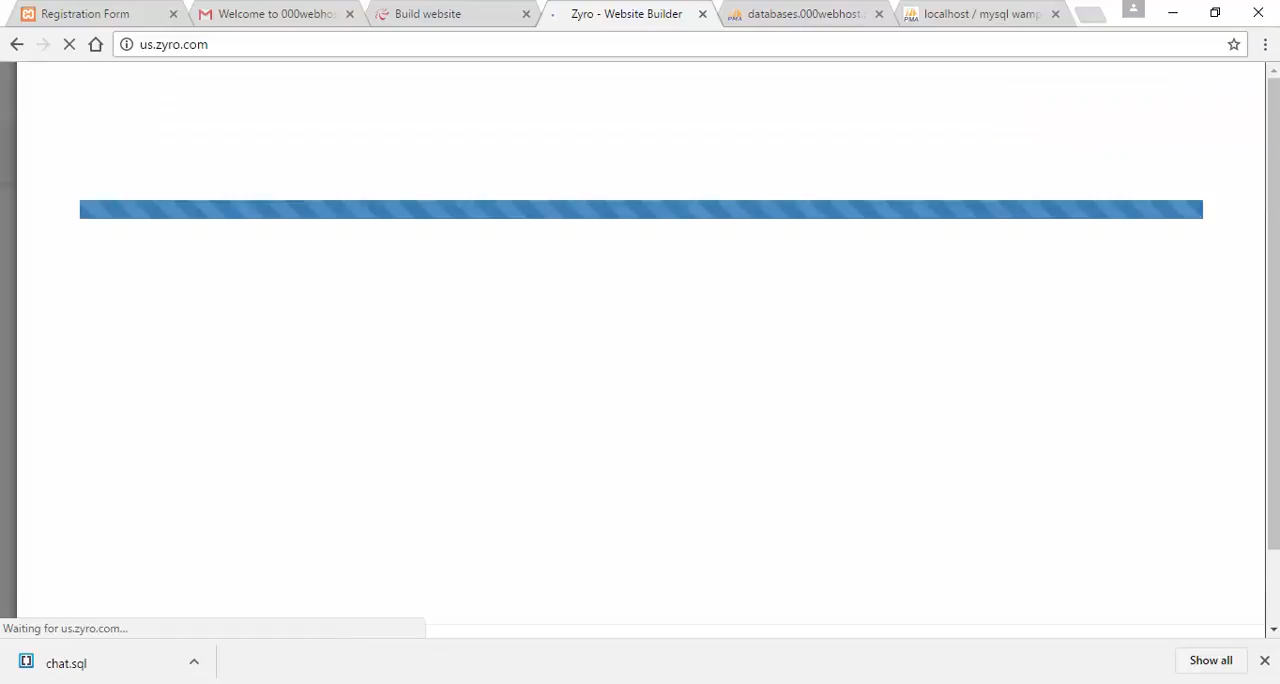 Registration Form
Welcome to 000webhos
Build website
Zyro - Website Builder
databases.000webhost.
localhost / mysql wamp
us.zyro.com
Waiting for us.zyro.com...
chat.sql
Show all